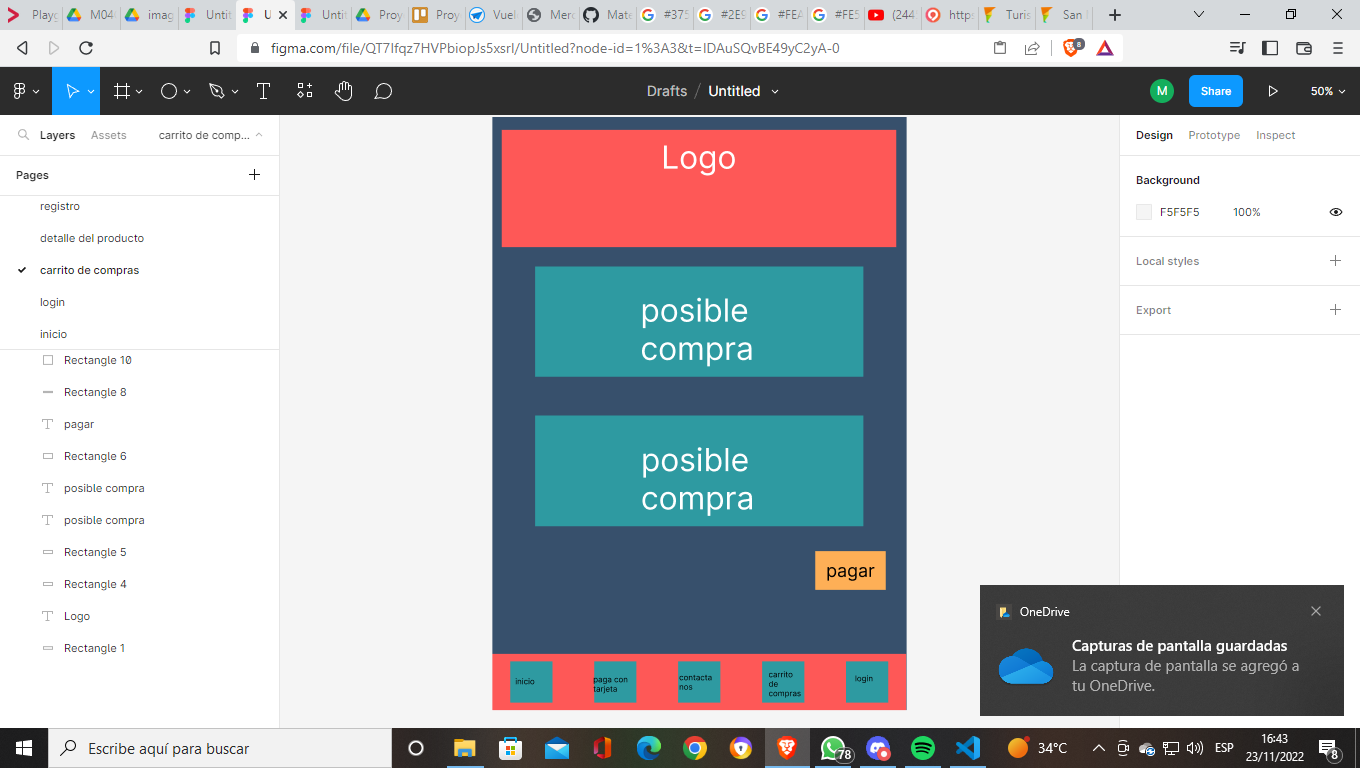 Play
M04
imag
Untit
U
Untit
Proy
Proy
Vuel
Merc
Mate
#375
#2E9
#FEA
#FE5
(244
https
Turis
San
figma.com/file/QT7Ifqz7HVPbiopJs5xsrl/Untitled?node-id=1%3A3&t=IDAuSQvBE49yC2yA-0
8
Drafts / Untitled
M
Share
50%
Layers
Assets
carrito de comp...
Pages
registro
detalle del producto
carrito de compras
login
inicio
Rectangle 10
Rectangle 8
pagar
Rectangle 6
posible compra
posible compra
Rectangle 5
Rectangle 4
Logo
Rectangle 1
Logo
posible
compra
posible
compra
pagar
inicio
paga con
tarjeta
contacta
nos
carrito
de
compras
login
Design
Prototype
Inspect
Background
F5F5F5
100%
Local styles
Export
OneDrive
Capturas de pantalla guardadas
La captura de pantalla se agregó a
tu OneDrive.
Escribe aquí para buscar
78
34°C
ESP
16:43
23/11/2022
8